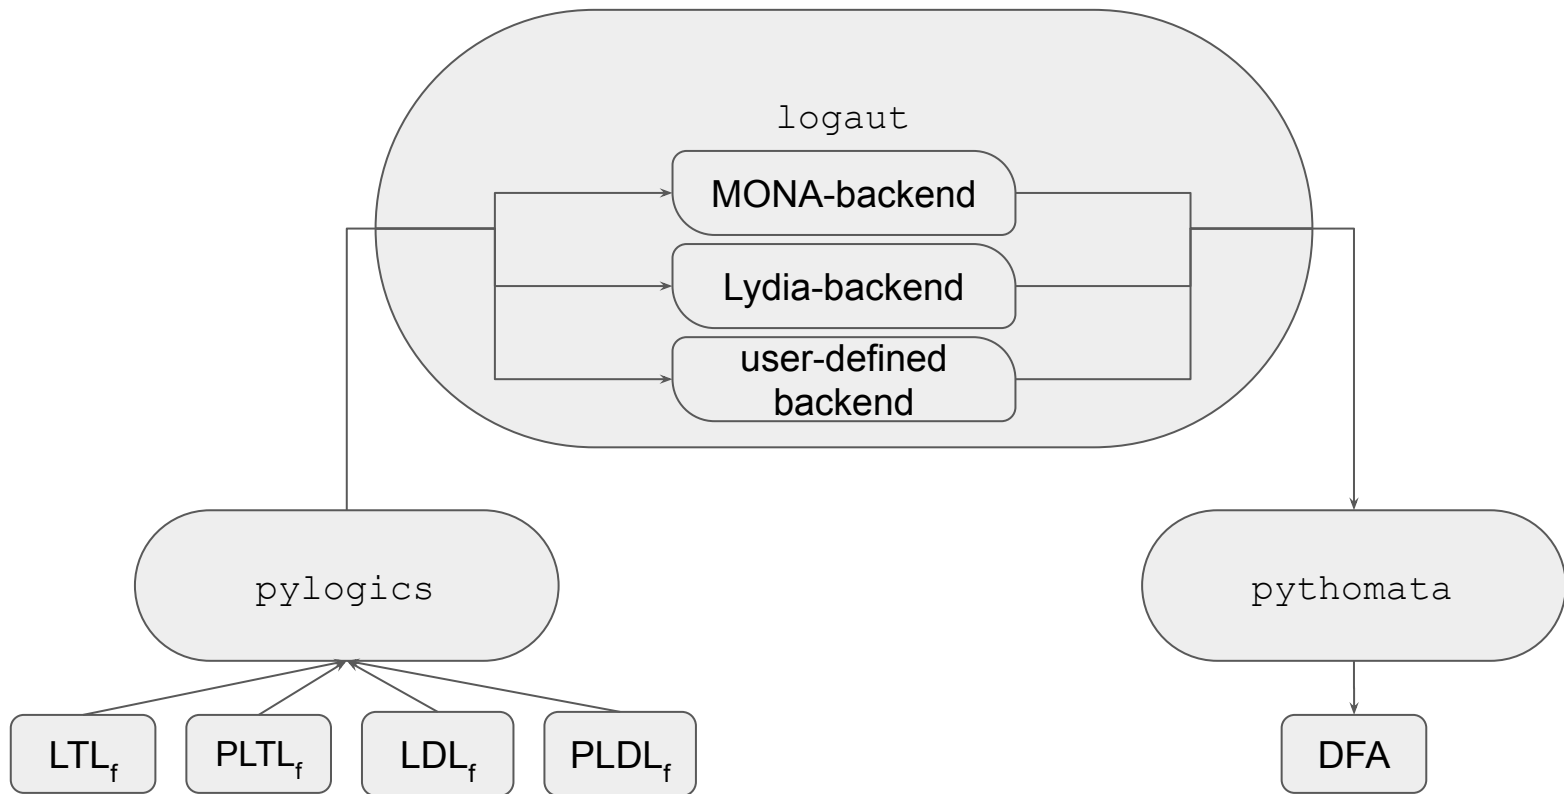 logaut
MONA-backend
Lydia-backend
user-defined
backend
pylogics
pythomata
LTLf
PLTLf
LDLf
PLDLf
DFA